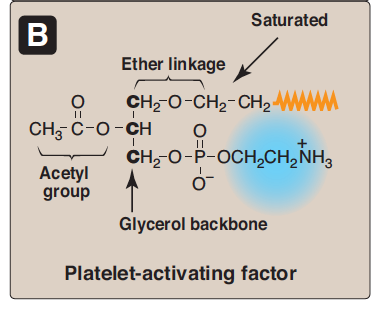 B
Saturated
Ether linkage
CH2-O-CH2-CH2
O
CH3-C-O-CH
O
CH2-O-P-OCH2CH2NH3
+
O-
Acetyl
group
Glycerol backbone
Platelet-activating factor